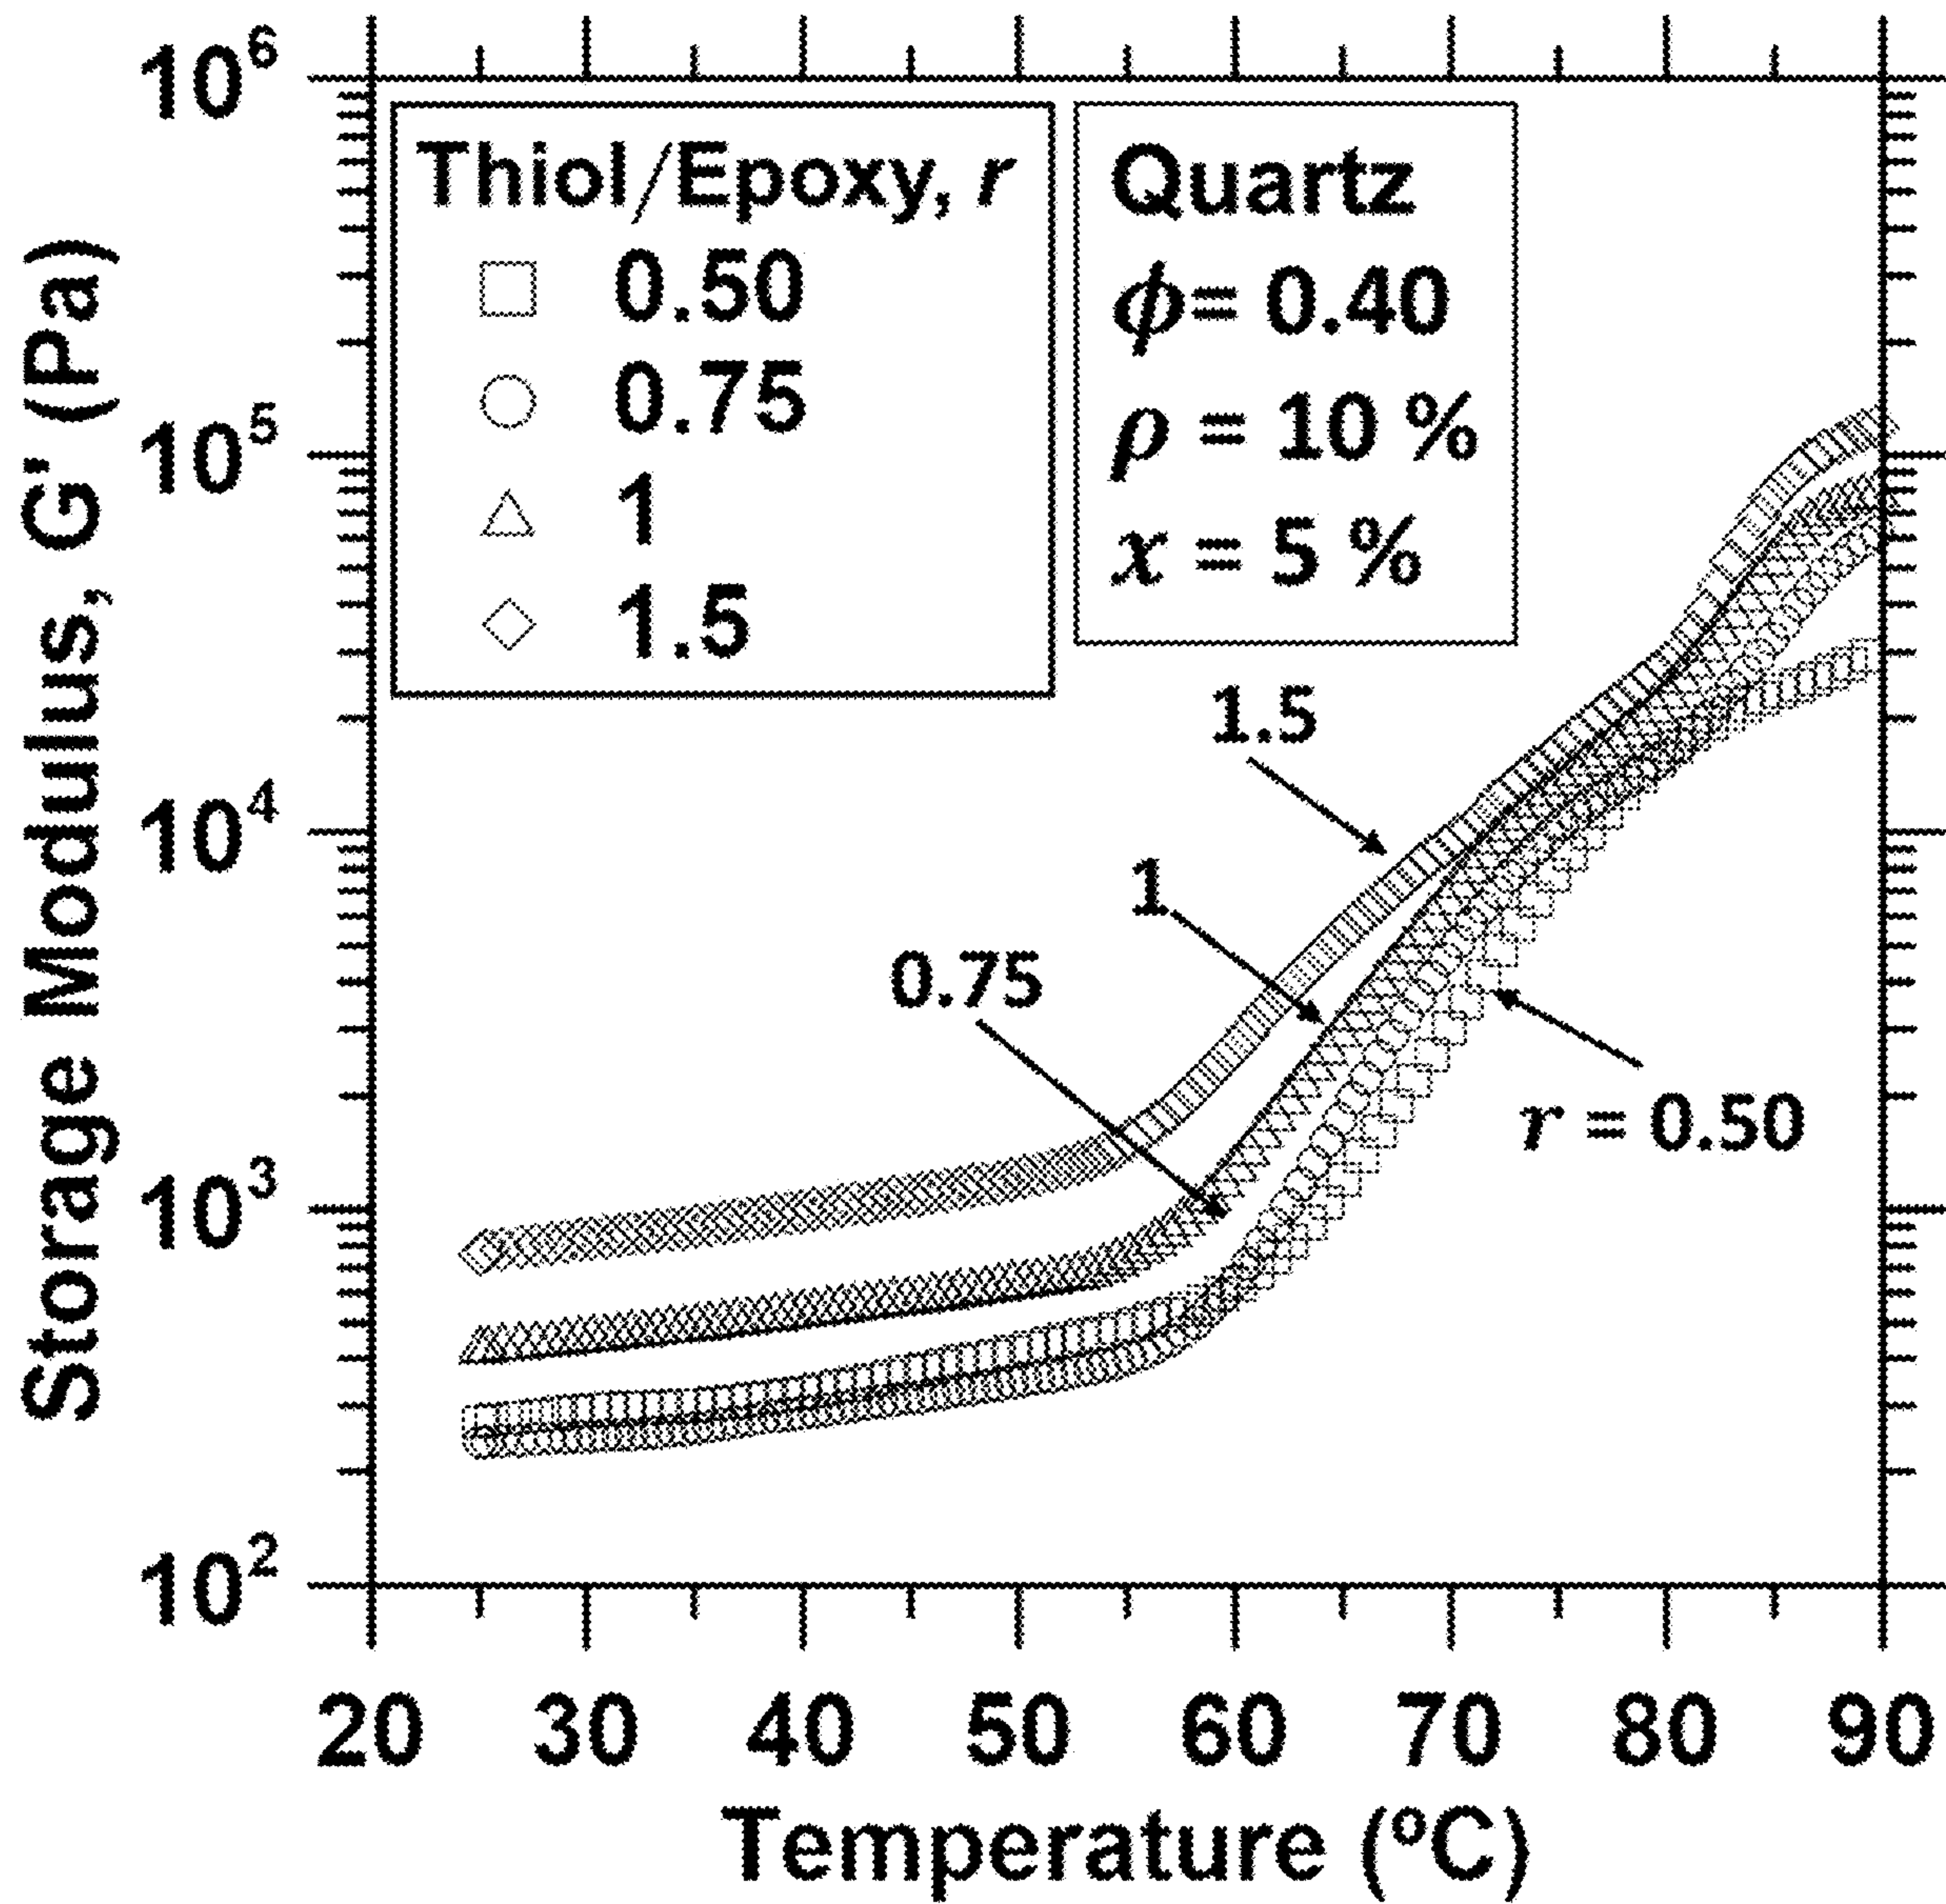 Storage Modulus, G' (Pa)
10⁶
10⁵
10⁴
10³
10²
Thiol/Epoxy, r
0.50
0.75
1
1.5
Quartz
ϕ= 0.40
ρ = 10 %
x = 5 %
1.5
1
0.75
r = 0.50
20 30 40 50 60 70 80 90
Temperature (ºC)